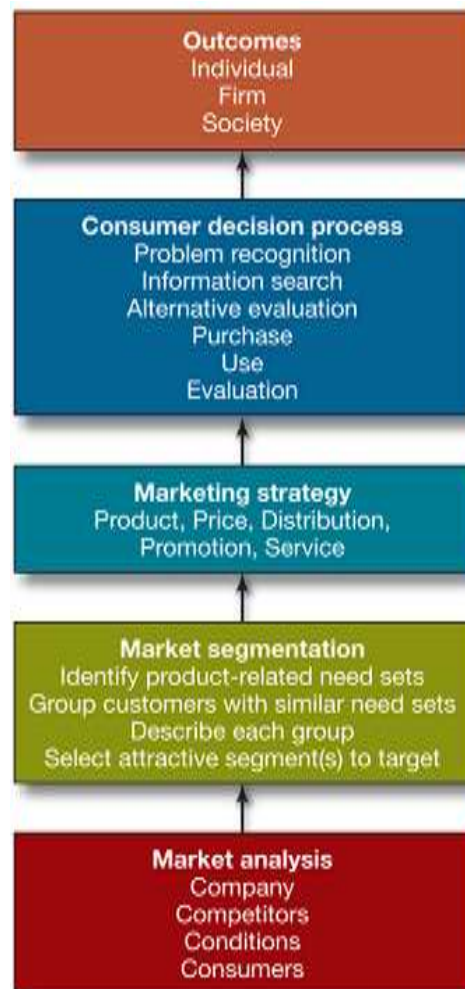 Outcomes
Individual
Firm
Society
Consumer decision process
Problem recognition
Information search
Alternative evaluation
Purchase
Use
Evaluation
Marketing strategy
Product, Price, Distribution,
Promotion, Service
Market segmentation
Identify product-related need sets
Group customers with similar need sets
Describe each group
Select attractive segment(s) to target
Market analysis
Company
Competitors
Conditions
Consumers